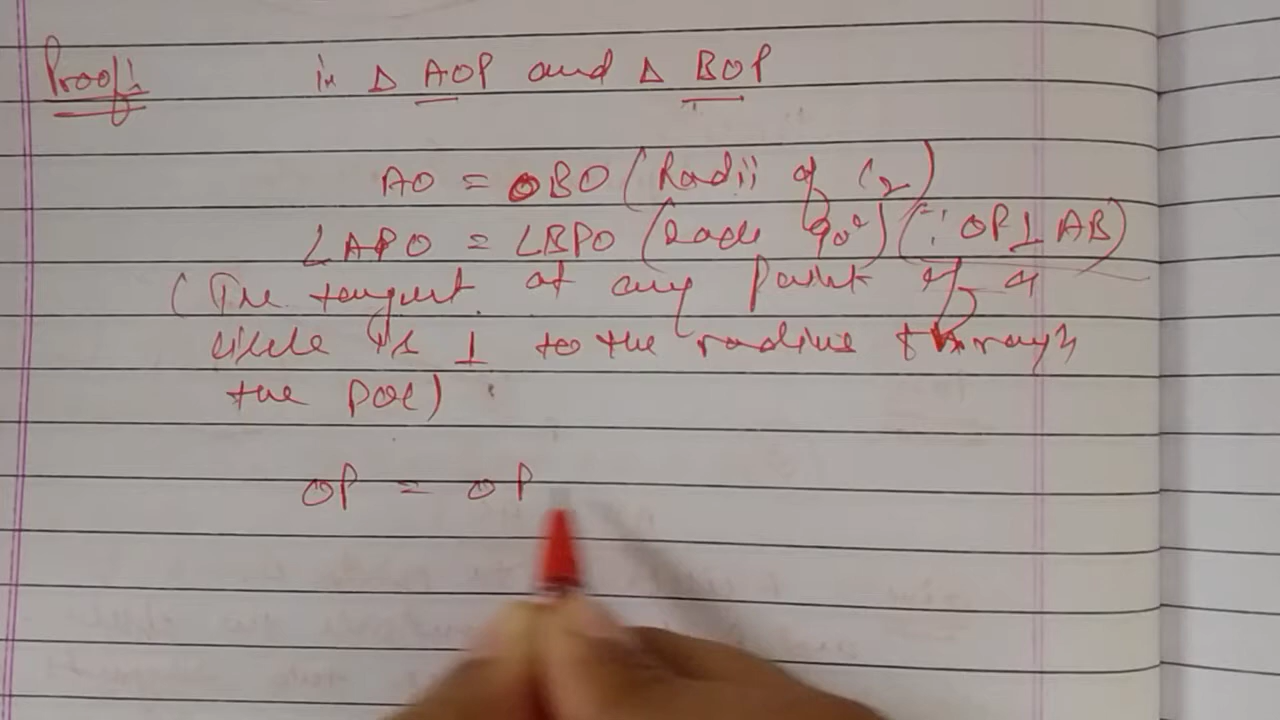 Proof: in △ AOP and △ BOP
AO = OBO (Radii of C2)
∠APO = ∠BPO (Each 90°) (∵ OP⊥AB)
(The tangent at any point of a
circle is ⊥ to the radius through
the POC)
OP = OP